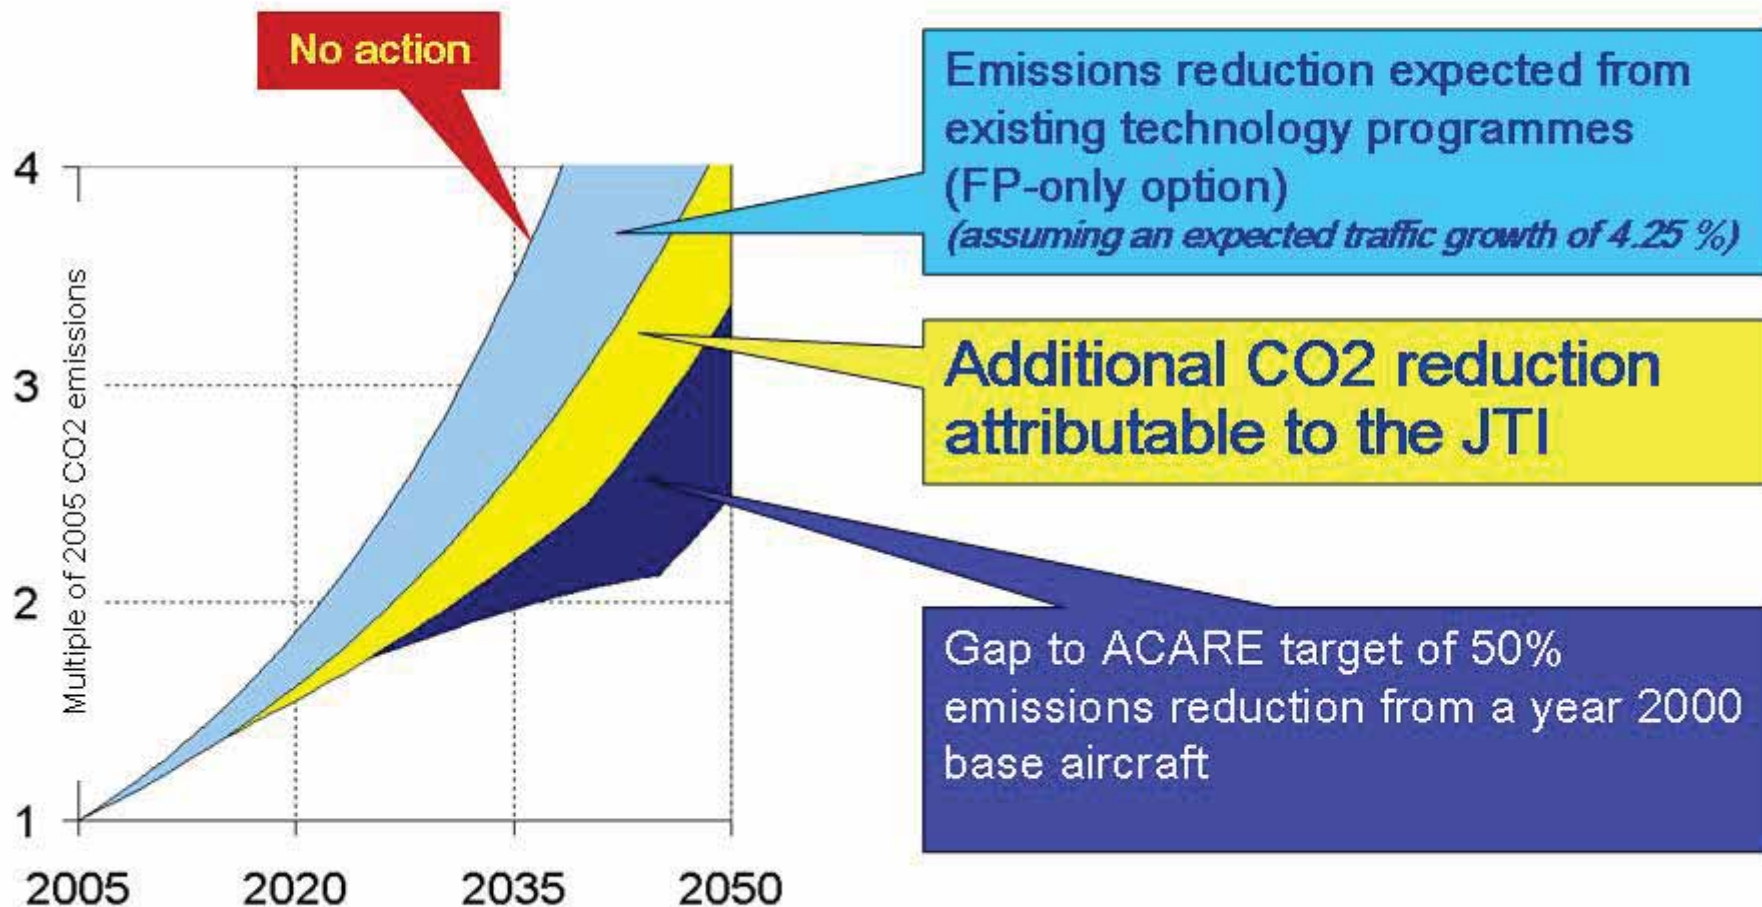 No action
Emissions reduction expected from
existing technology programmes
(FP-only option)
(assuming an expected traffic growth of 4.25 %)
Additional CO2 reduction
attributable to the JTI
Gap to ACARE target of 50%
emissions reduction from a year 2000
base aircraft
Multiple of 2005 CO2 emissions
4
3
2
1
2005 2020 2035 2050